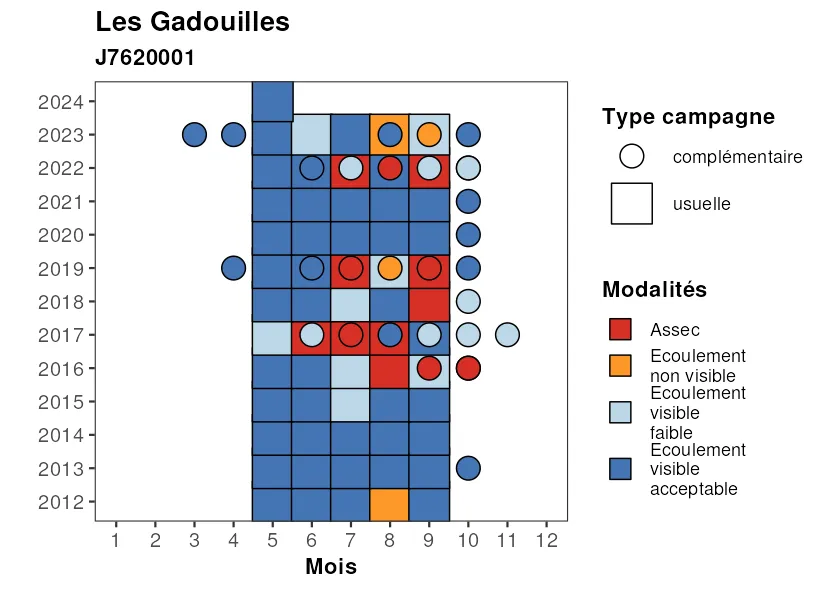 Les Gadouilles
J7620001
2024
2023
2022
2021
2020
2019
2018
2017
2016
2015
2014
2013
2012
1 2 3 4 5 6 7 8 9 10 11 12
Mois
Type campagne
complémentaire
usuelle
Modalités
Assec
Ecoulement
non visible
Ecoulement
visible
faible
Ecoulement
visible
acceptable